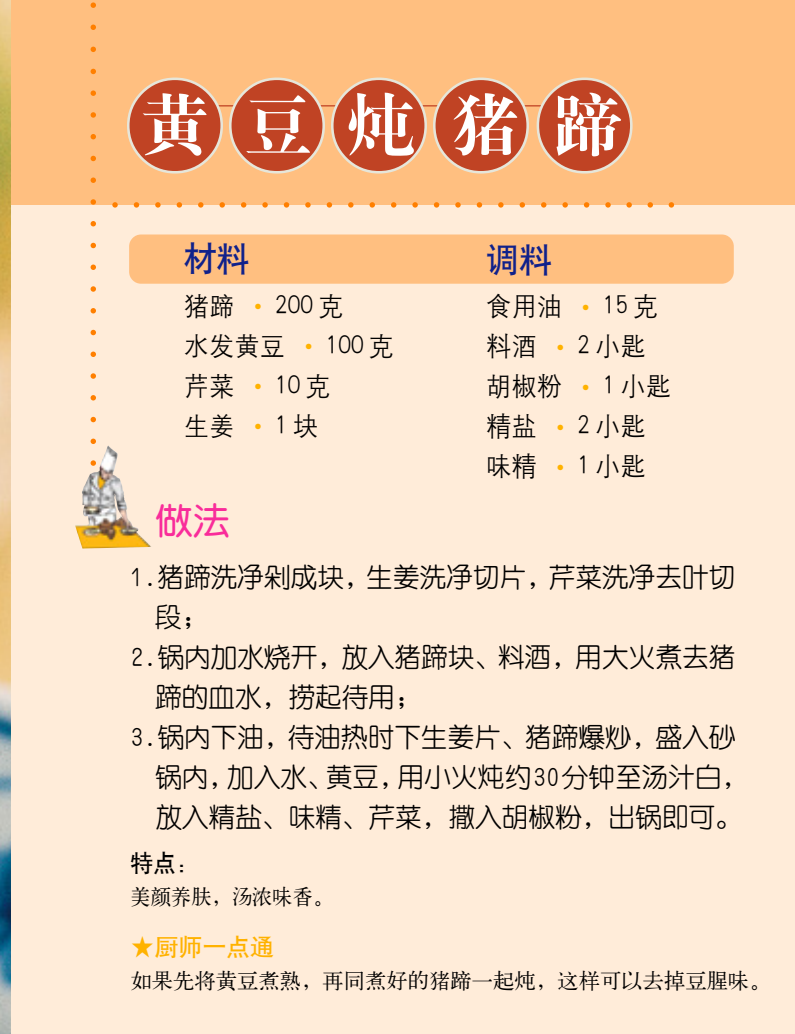 黄豆炖猪蹄
材料
猪蹄 · 200克
水发黄豆 · 100克
芹菜 · 10克
生姜 · 1块
调料
食用油 · 15克
料酒 · 2小匙
胡椒粉 · 1小匙
精盐 · 2小匙
味精 · 1小匙
做法
1.猪蹄洗净剁成块，生姜洗净切片，芹菜洗净去叶切
段；
2.锅内加水烧开，放入猪蹄块、料酒，用大火煮去猪
蹄的血水，捞起待用；
3.锅内下油，待油热时下生姜片、猪蹄爆炒，盛入砂
锅内，加入水、黄豆，用小火炖约30分钟至汤汁白，
放入精盐、味精、芹菜，撒入胡椒粉，出锅即可。
特点：
美颜养肤，汤浓味香。
★厨师一点通
如果先将黄豆煮熟，再同煮好的猪蹄一起炖，这样可以去掉豆腥味。